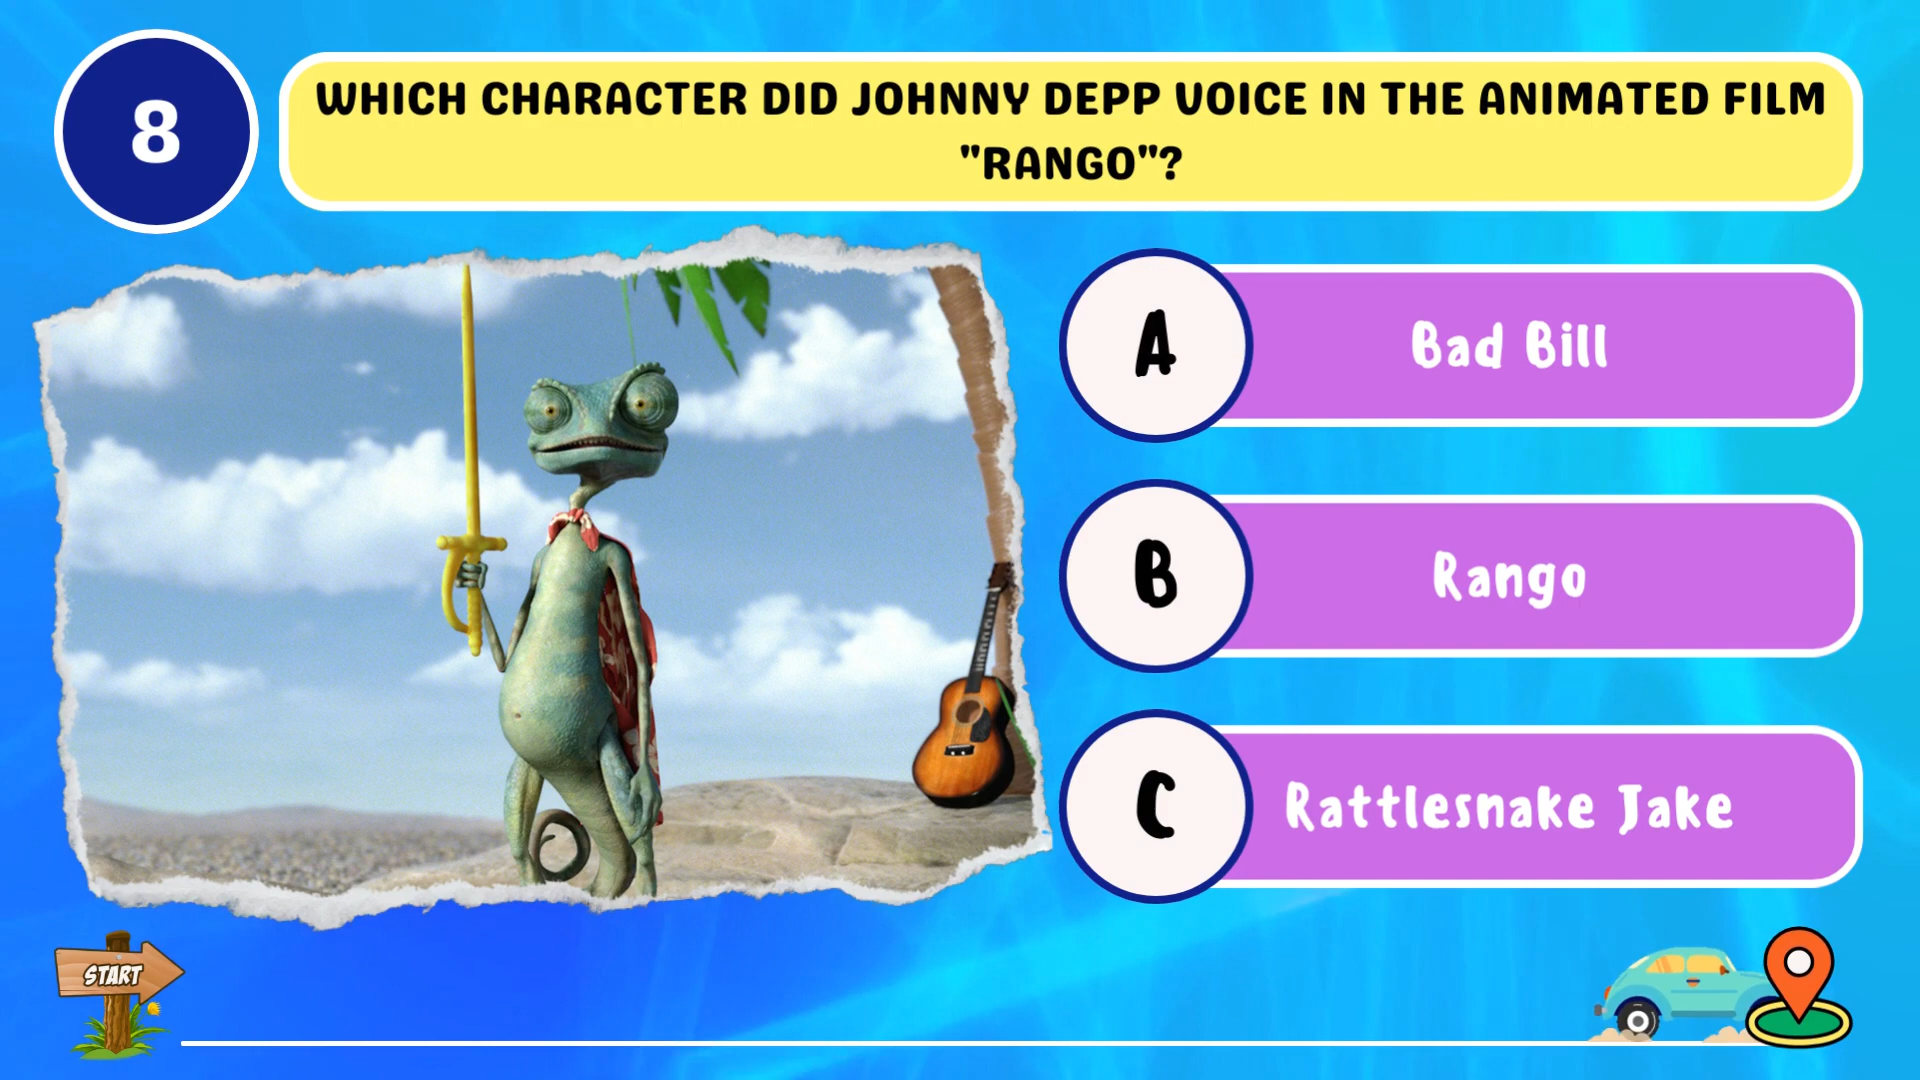 8
WHICH CHARACTER DID JOHNNY DEPP VOICE IN THE ANIMATED FILM
"RANGO"?
A
Bad Bill
B
Rango
C
Rattlesnake Jake
START